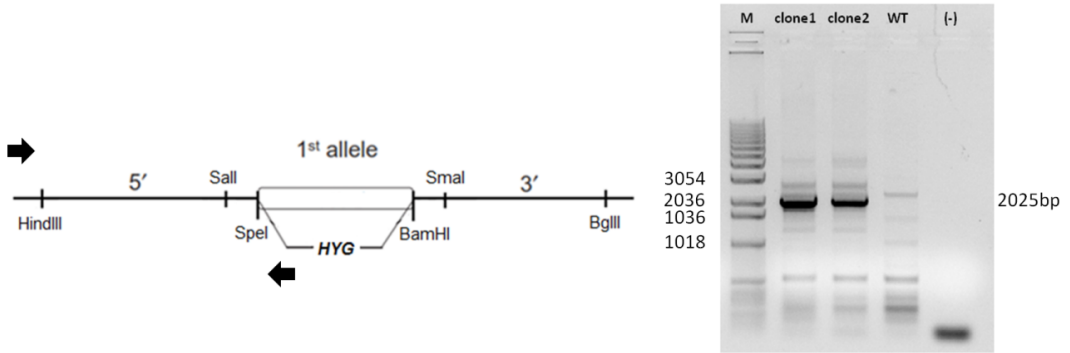 M clone1 clone2 WT (-)
1st allele
5′ SalI SmaI 3′
HindIII SpeI BamHI BglII
HYG
3054
2036
1036
1018
2025bp